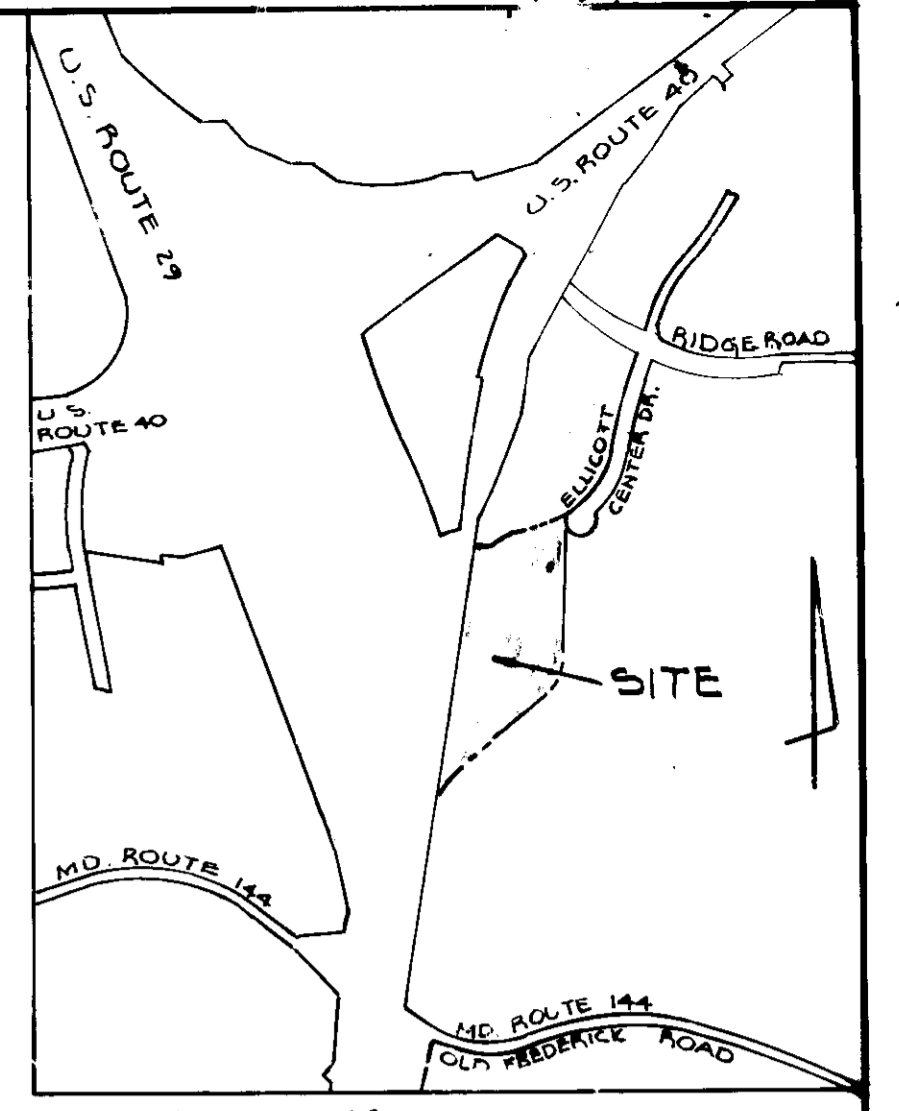 U.S. ROUTE 29
U.S. ROUTE 40
RIDGE ROAD
U.S.
ROUTE 40
ELLICOTT
CENTER DR.
SITE
MD. ROUTE 144
MD. ROUTE 144
OLD FREDERICK ROAD